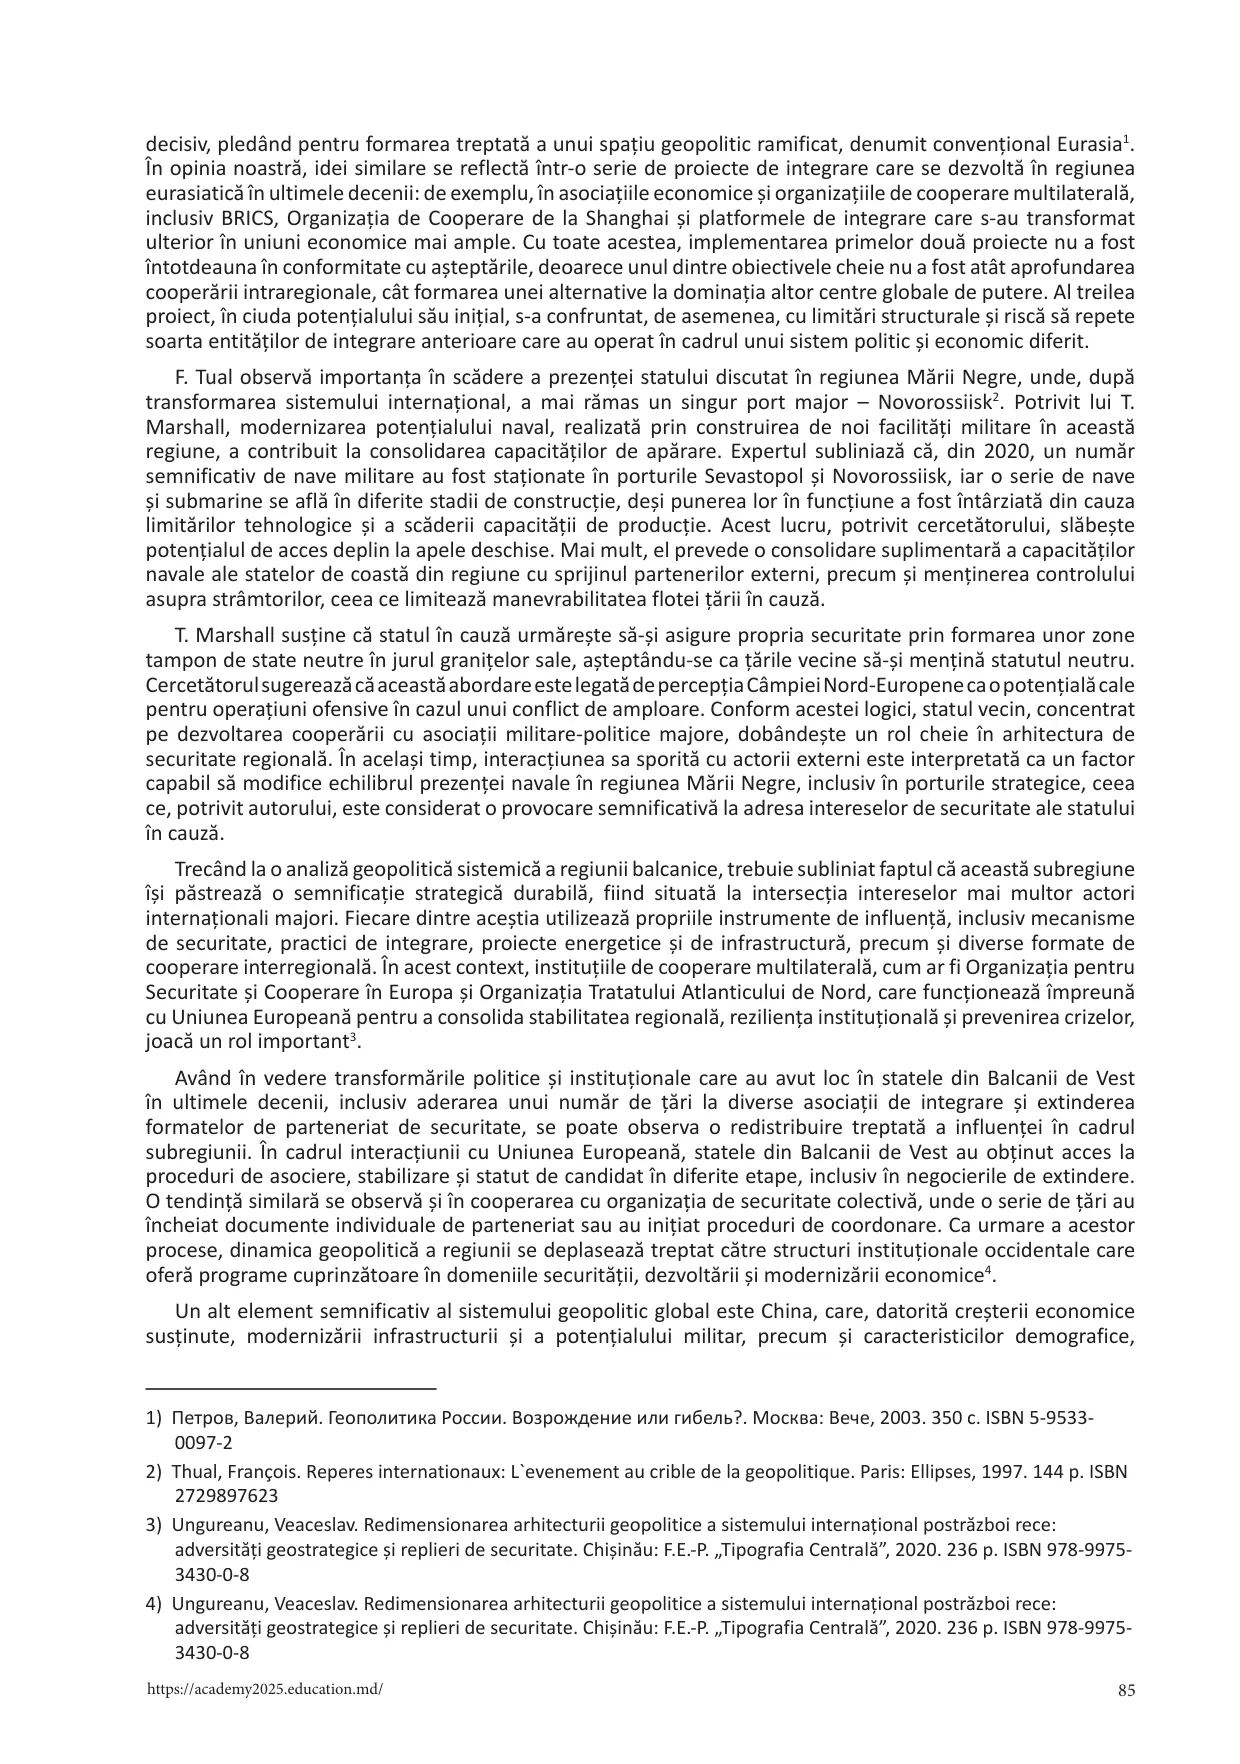 decisiv, pledând pentru formarea treptată a unui spațiu geopolitic ramificat, denumit convențional Eurasia¹.
În opinia noastră, idei similare se reflectă într-o serie de proiecte de integrare care se dezvoltă în regiunea
eurasiatică în ultimele decenii: de exemplu, în asociațiile economice și organizațiile de cooperare multilaterală,
inclusiv BRICS, Organizația de Cooperare de la Shanghai și platformele de integrare care s-au transformat
ulterior în uniuni economice mai ample. Cu toate acestea, implementarea primelor două proiecte nu a fost
întotdeauna în conformitate cu așteptările, deoarece unul dintre obiectivele cheie nu a fost atât aprofundarea
cooperării intraregionale, cât formarea unei alternative la dominația altor centre globale de putere. Al treilea
proiect, în ciuda potențialului său inițial, s-a confruntat, de asemenea, cu limitări structurale și riscă să repete
soarta entităților de integrare anterioare care au operat în cadrul unui sistem politic și economic diferit.
F. Tual observă importanța în scădere a prezenței statului discutat în regiunea Mării Negre, unde, după
transformarea sistemului internațional, a mai rămas un singur port major – Novorossiisk². Potrivit lui T.
Marshall, modernizarea potențialului naval, realizată prin construirea de noi facilități militare în această
regiune, a contribuit la consolidarea capacităților de apărare. Expertul subliniază că, din 2020, un număr
semnificativ de nave militare au fost staționate în porturile Sevastopol și Novorossiisk, iar o serie de nave
și submarine se află în diferite stadii de construcție, deși punerea lor în funcțiune a fost întârziată din cauza
limitărilor tehnologice și a scăderii capacității de producție. Acest lucru, potrivit cercetătorului, slăbește
potențialul de acces deplin la apele deschise. Mai mult, el prevede o consolidare suplimentară a capacităților
navale ale statelor de coastă din regiune cu sprijinul partenerilor externi, precum și menținerea controlului
asupra strâmtorilor, ceea ce limitează manevrabilitatea flotei țării în cauză.
T. Marshall susține că statul în cauză urmărește să-și asigure propria securitate prin formarea unor zone
tampon de state neutre în jurul granițelor sale, așteptându-se ca țările vecine să-și mențină statutul neutru.
Cercetătorul sugerează că această abordare este legată de percepția Câmpiei Nord-Europene ca o potențială cale
pentru operațiuni ofensive în cazul unui conflict de amploare. Conform acestei logici, statul vecin, concentrat
pe dezvoltarea cooperării cu asociații militare-politice majore, dobândește un rol cheie în arhitectura de
securitate regională. În același timp, interacțiunea sa sporită cu actorii externi este interpretată ca un factor
capabil să modifice echilibrul prezenței navale în regiunea Mării Negre, inclusiv în porturile strategice, ceea
ce, potrivit autorului, este considerat o provocare semnificativă la adresa intereselor de securitate ale statului
în cauză.
Trecând la o analiză geopolitică sistemică a regiunii balcanice, trebuie subliniat faptul că această subregiune
își păstrează o semnificație strategică durabilă, fiind situată la intersecția intereselor mai multor actori
internaționali majori. Fiecare dintre aceștia utilizează propriile instrumente de influență, inclusiv mecanisme
de securitate, practici de integrare, proiecte energetice și de infrastructură, precum și diverse formate de
cooperare interregională. În acest context, instituțiile de cooperare multilaterală, cum ar fi Organizația pentru
Securitate și Cooperare în Europa și Organizația Tratatului Atlanticului de Nord, care funcționează împreună
cu Uniunea Europeană pentru a consolida stabilitatea regională, reziliența instituțională și prevenirea crizelor,
joacă un rol important³.
Având în vedere transformările politice și instituționale care au avut loc în statele din Balcanii de Vest
în ultimele decenii, inclusiv aderarea unui număr de țări la diverse asociații de integrare și extinderea
formatelor de parteneriat de securitate, se poate observa o redistribuire treptată a influenței în cadrul
subregiunii. În cadrul interacțiunii cu Uniunea Europeană, statele din Balcanii de Vest au obținut acces la
proceduri de asociere, stabilizare și statut de candidat în diferite etape, inclusiv în negocierile de extindere.
O tendință similară se observă și în cooperarea cu organizația de securitate colectivă, unde o serie de țări au
încheiat documente individuale de parteneriat sau au inițiat proceduri de coordonare. Ca urmare a acestor
procese, dinamica geopolitică a regiunii se deplasează treptat către structuri instituționale occidentale care
oferă programe cuprinzătoare în domeniile securității, dezvoltării și modernizării economice⁴.
Un alt element semnificativ al sistemului geopolitic global este China, care, datorită creșterii economice
susținute, modernizării infrastructurii și a potențialului militar, precum și caracteristicilor demografice,
1) Петров, Валерий. Геополитика России. Возрождение или гибель?. Москва: Вече, 2003. 350 с. ISBN 5-9533-
0097-2
2) Thual, François. Reperes internationaux: L`evenement au crible de la geopolitique. Paris: Ellipses, 1997. 144 p. ISBN
2729897623
3) Ungureanu, Veaceslav. Redimensionarea arhitecturii geopolitice a sistemului internațional postrăzboi rece:
adversități geostrategice și replieri de securitate. Chișinău: F.E.-P. „Tipografia Centrală”, 2020. 236 p. ISBN 978-9975-
3430-0-8
4) Ungureanu, Veaceslav. Redimensionarea arhitecturii geopolitice a sistemului internațional postrăzboi rece:
adversități geostrategice și replieri de securitate. Chișinău: F.E.-P. „Tipografia Centrală”, 2020. 236 p. ISBN 978-9975-
3430-0-8
https://academy2025.education.md/
85